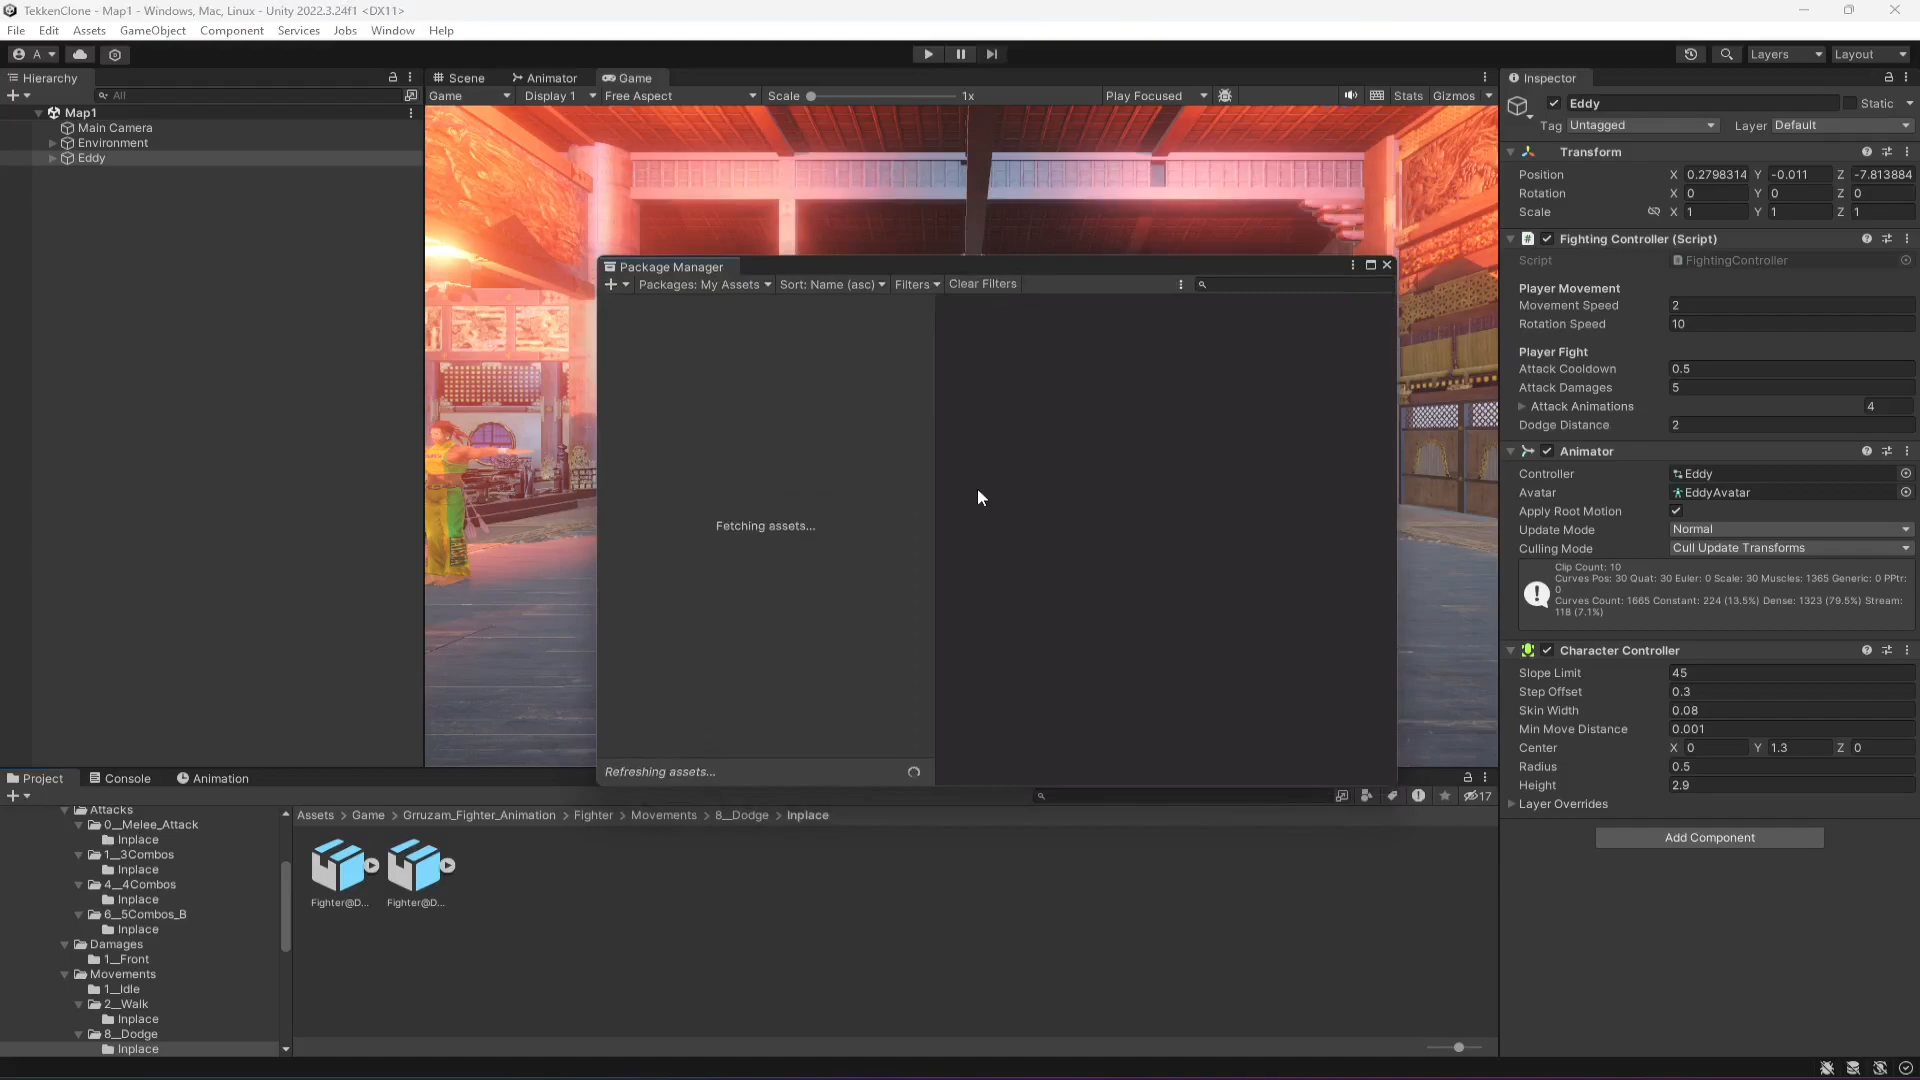 TekkenClone - Map1 - Windows, Mac, Linux - Unity 2022.3.24f1 <DX11>
File Edit Assets GameObject Component Services Jobs Window Help
A Layers Layout
Hierarchy Scene Animator Game Inspector
All Game Display 1 Free Aspect Scale 1x Play Focused Stats Gizmos
Eddy Static
Tag Untagged Layer Default
Map1
Main Camera
Environment
Eddy
Transform
Position X 0.2798314 Y -0.011 Z -7.813884
Rotation X 0 Y 0 Z 0
Scale X 1 Y 1 Z 1
Fighting Controller (Script)
Script FightingController
Player Movement
Movement Speed 2
Rotation Speed 10
Player Fight
Attack Cooldown 0.5
Attack Damages 5
Attack Animations 4
Dodge Distance 2
Animator
Controller Eddy
Avatar EddyAvatar
Apply Root Motion
Update Mode Normal
Culling Mode Cull Update Transforms
Clip Count: 10
Curves Pos: 30 Quat: 30 Euler: 0 Scale: 30 Muscles: 1365 Generic: 0 PPtr:
0
Curves Count: 1665 Constant: 224 (13.5%) Dense: 1323 (79.5%) Stream:
118 (7.1%)
Character Controller
Slope Limit 45
Step Offset 0.3
Skin Width 0.08
Min Move Distance 0.001
Center X 0 Y 1.3 Z 0
Radius 0.5
Height 2.9
Layer Overrides
Add Component
Package Manager
Packages: My Assets Sort: Name (asc) Filters Clear Filters
Fetching assets...
Refreshing assets...
Project Console Animation
17
Attacks
0__Melee_Attack
Inplace
1__3Combos
Inplace
4__4Combos
Inplace
6__5Combos_B
Inplace
Damages
1__Front
Movements
1__Idle
2__Walk
Inplace
8__Dodge
Inplace
Assets > Game > Grruzam_Fighter_Animation > Fighter > Movements > 8__Dodge > Inplace
Fighter@D... Fighter@D...